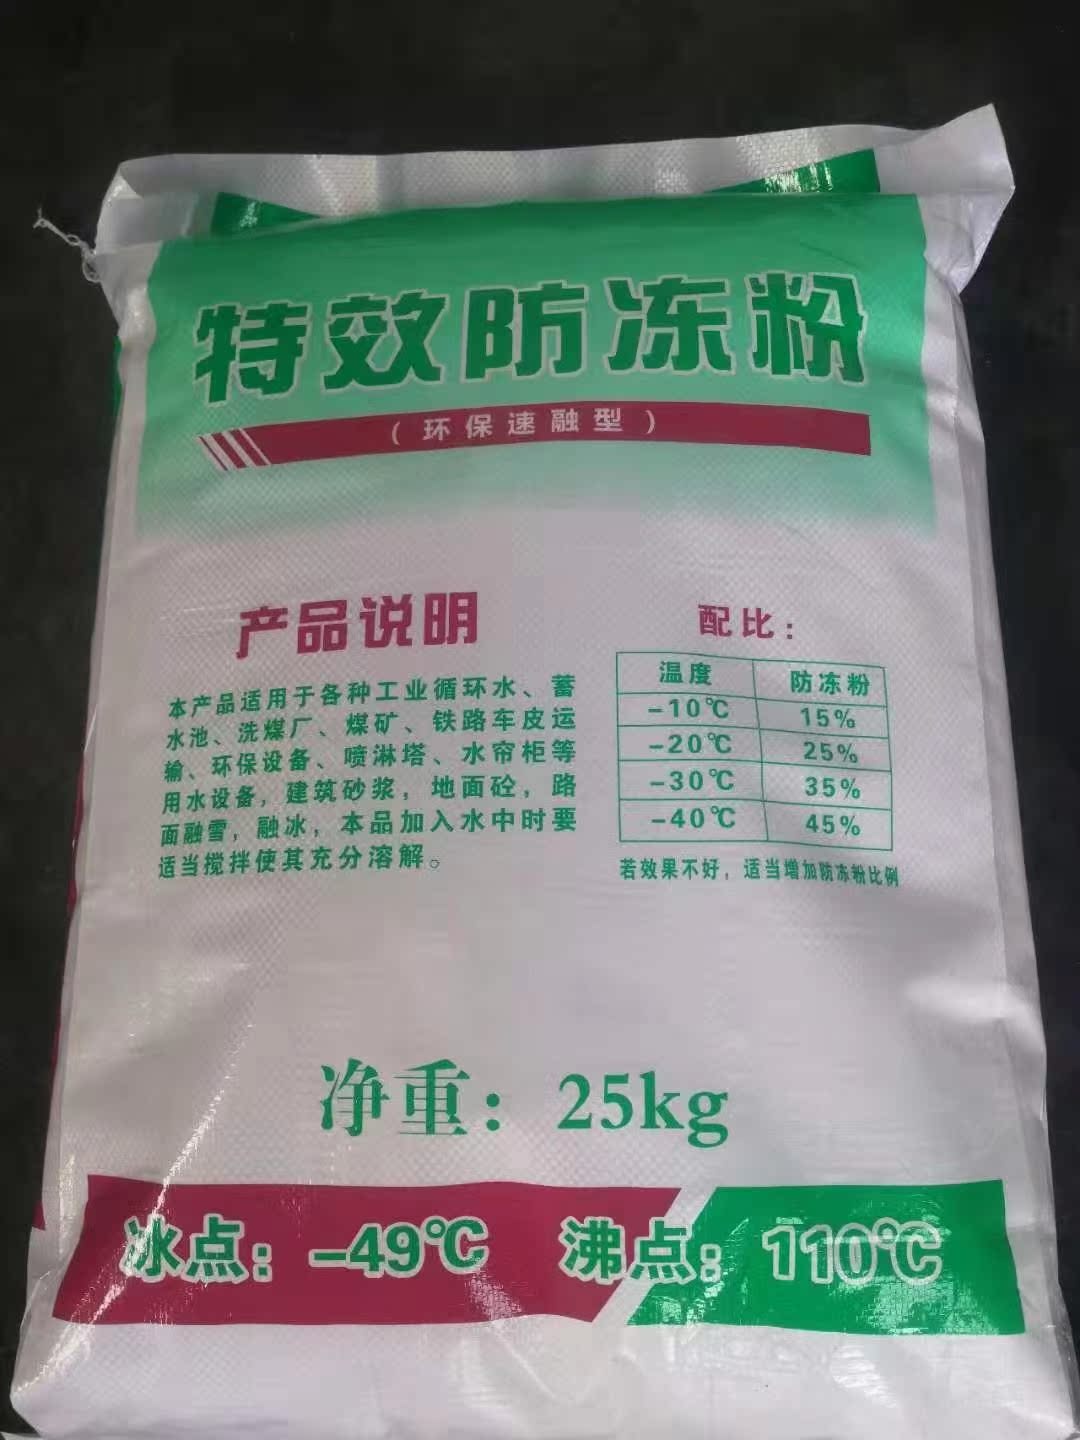 特效防冻粉
（环保速融型）
产品说明
本产品适用于各种工业循环水、蓄
水池、洗煤厂、煤矿、铁路车皮运
输、环保设备、喷淋塔、水帘柜等
用水设备，建筑砂浆，地面砼，路
面融雪，融冰，本品加入水中时要
适当搅拌使其充分溶解。
配比：
温度 防冻粉
-10℃ 15%
-20℃ 25%
-30℃ 35%
-40℃ 45%
若效果不好，适当增加防冻粉比例
净重：25kg
冰点：-49℃ 沸点：110℃